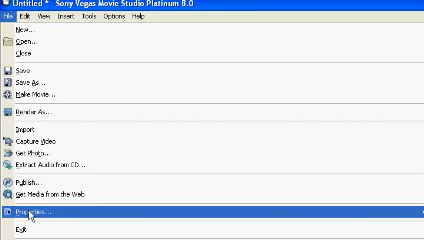 Untitled * Sony Vegas Movie Studio Platinum 8.0
File Edit View Insert Tools Options Help
New...
Open...
Close
Save
Save As...
Make Movie...
Render As...
Import
Capture Video
Get Photo...
Extract Audio from CD...
Publish...
Get Media from the Web
Properties...
Exit